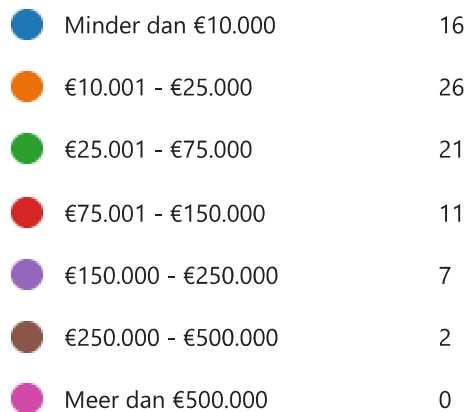 Minder dan €10.000 16
€10.001 - €25.000 26
€25.001 - €75.000 21
€75.001 - €150.000 11
€150.000 - €250.000 7
€250.000 - €500.000 2
Meer dan €500.000 0